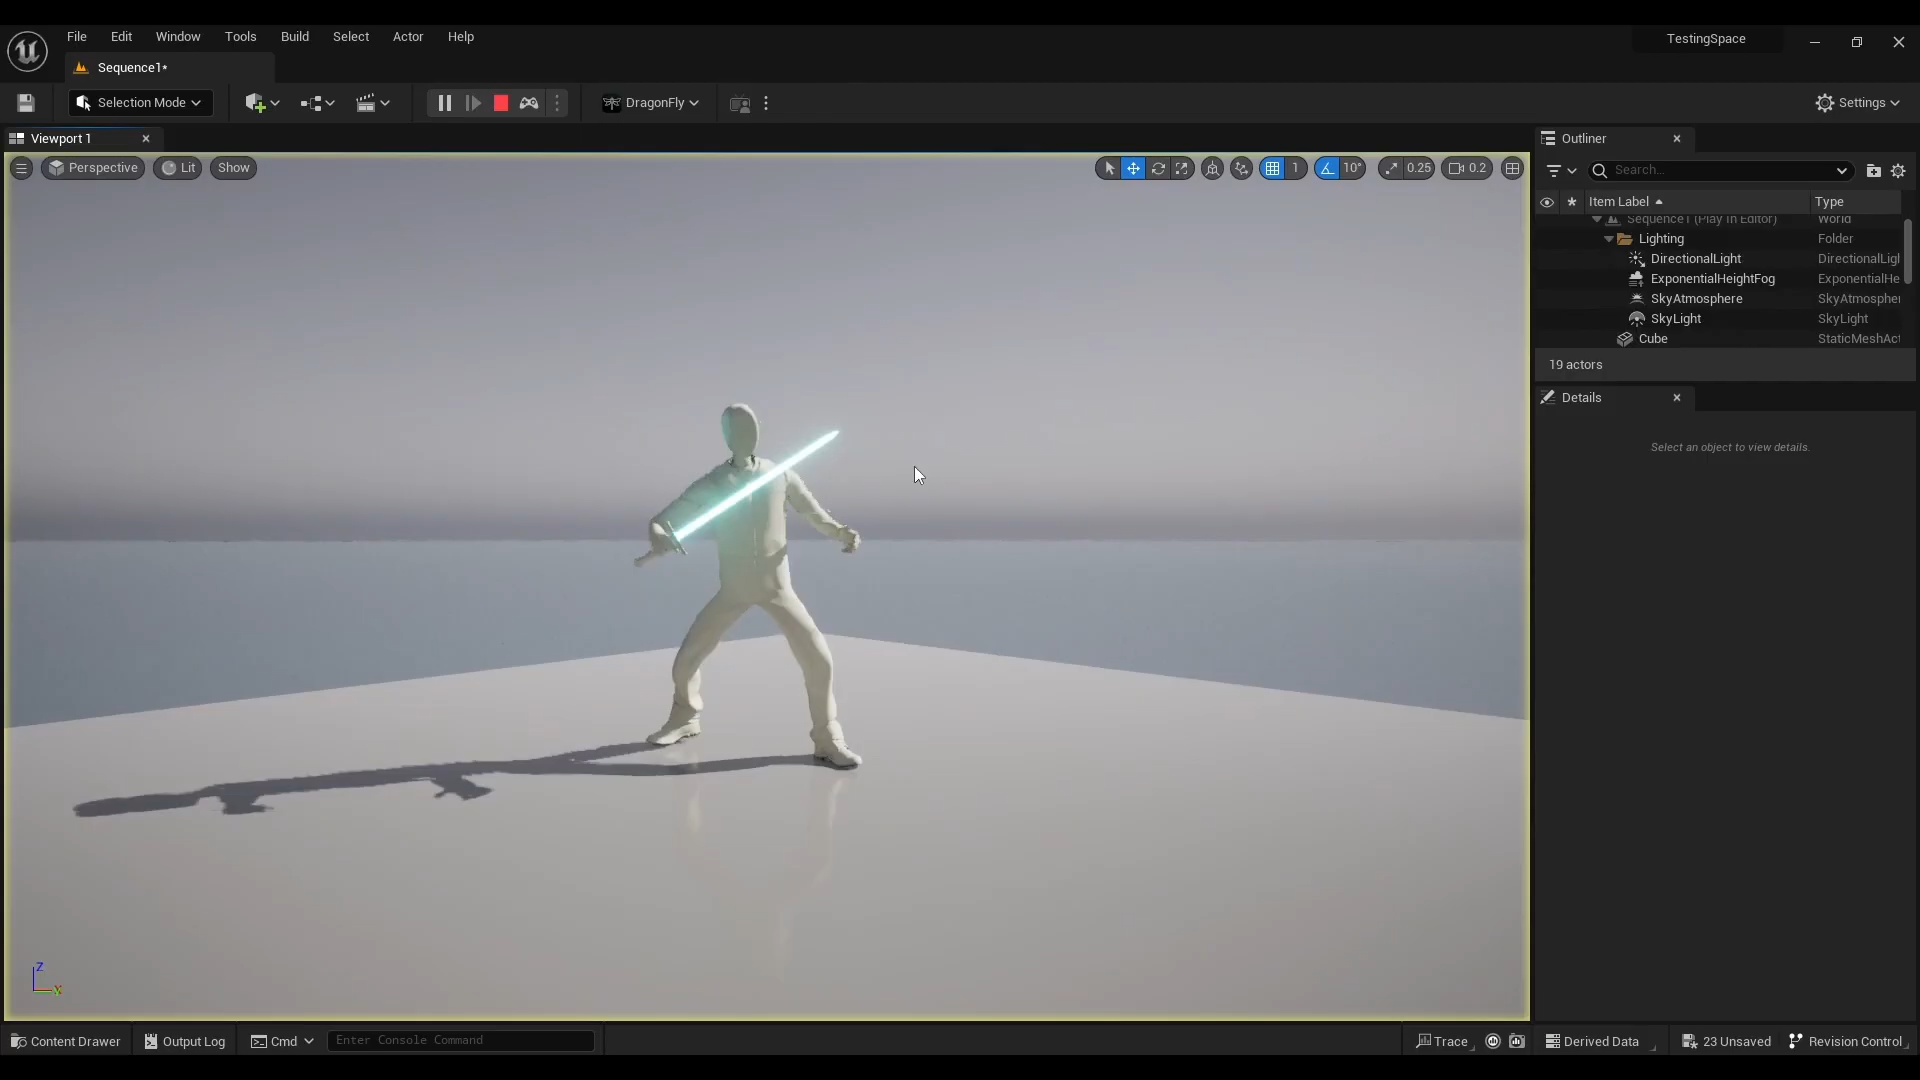 File Edit Window Tools Build Select Actor Help
TestingSpace
Sequence1*
Selection Mode
DragonFly
Settings
Viewport 1
Perspective
Lit
Show
1
10°
0.25
0.2
Outliner
Search...
Item Label
Type
Sequence1 (Play In Editor) World
Lighting Folder
DirectionalLight DirectionalLigl
ExponentialHeightFog ExponentialHe
SkyAtmosphere SkyAtmospher
SkyLight SkyLight
Cube StaticMeshAct
19 actors
Details
Select an object to view details.
Z
Content Drawer
Output Log
Cmd
Enter Console Command
Trace
Derived Data
23 Unsaved
Revision Control